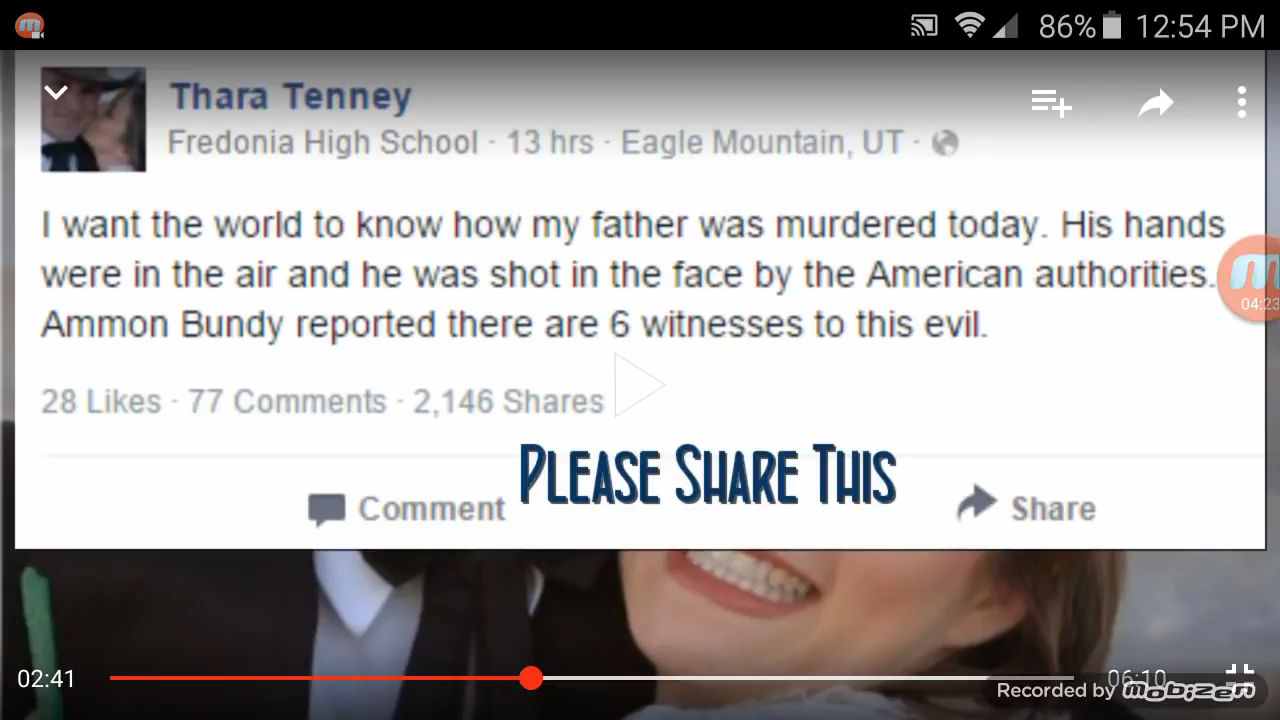 86% 12:54 PM
Thara Tenney
Fredonia High School · 13 hrs · Eagle Mountain, UT ·
I want the world to know how my father was murdered today. His hands
were in the air and he was shot in the face by the American authorities.
Ammon Bundy reported there are 6 witnesses to this evil.
04:23
28 Likes · 77 Comments · 2,146 Shares
PLEASE SHARE THIS
Comment Share
02:41 06:10
Recorded by MOBIZEN